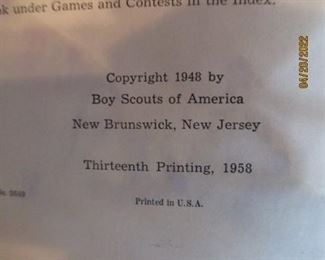 under Games and Contests in the Index.
Copyright 1948 by
Boy Scouts of America
New Brunswick, New Jersey
Thirteenth Printing, 1958
Printed in U.S.A.
04/28/2022